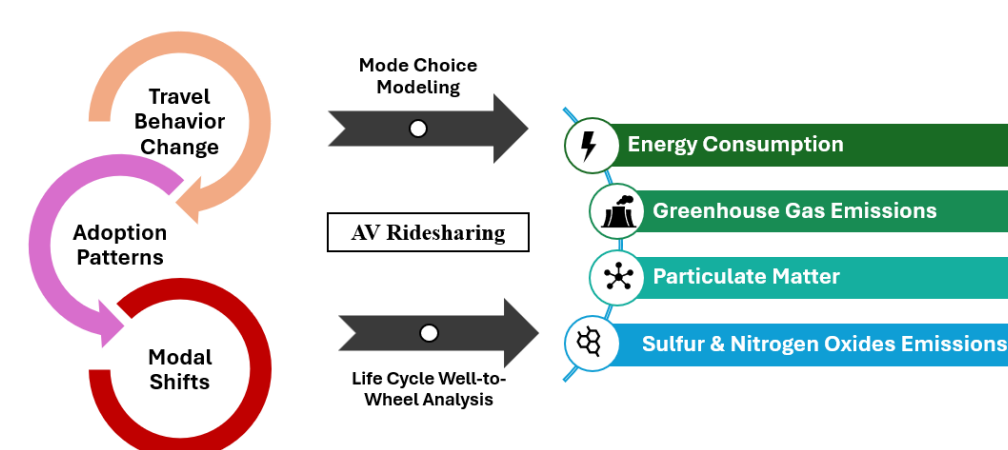 Travel
Behavior
Change
Adoption
Patterns
Modal
Shifts
Mode Choice
Modeling
AV Ridesharing
Life Cycle Well-to-
Wheel Analysis
Energy Consumption
Greenhouse Gas Emissions
Particulate Matter
Sulfur & Nitrogen Oxides Emissions